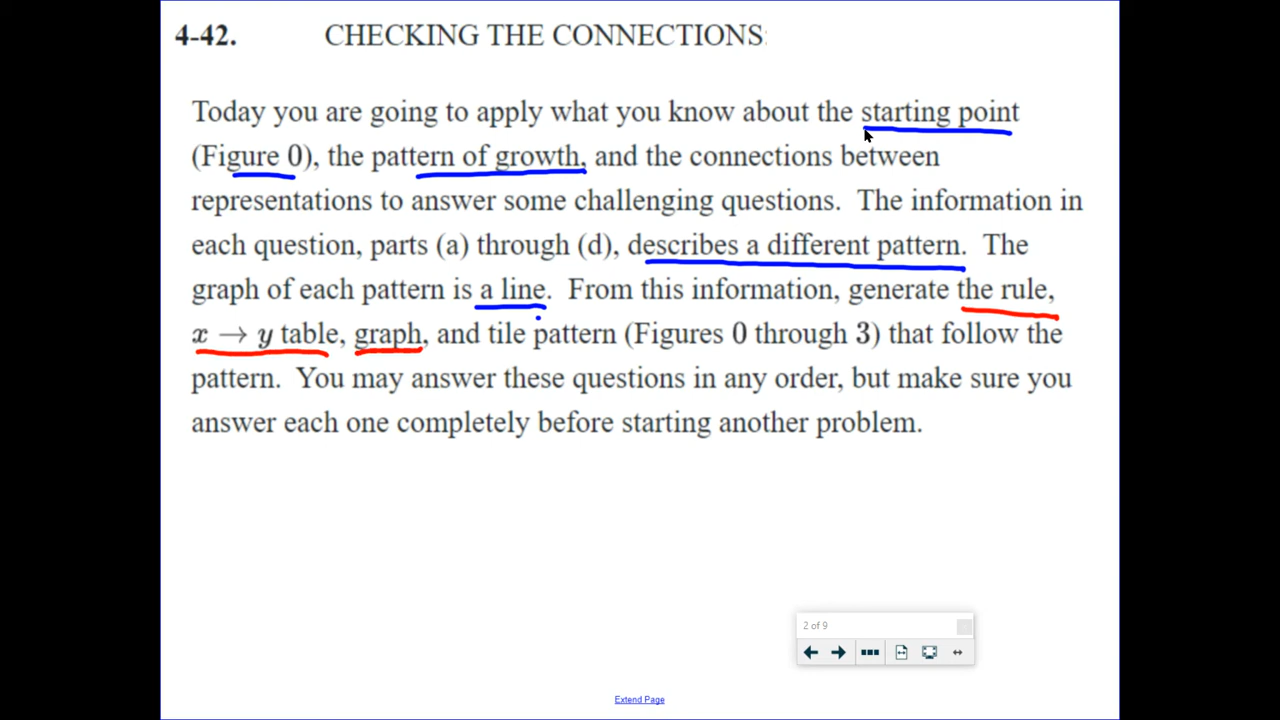 4-42. CHECKING THE CONNECTIONS:
Today you are going to apply what you know about the starting point
(Figure 0), the pattern of growth, and the connections between
representations to answer some challenging questions. The information in
each question, parts (a) through (d), describes a different pattern. The
graph of each pattern is a line. From this information, generate the rule,
x → y table, graph, and tile pattern (Figures 0 through 3) that follow the
pattern. You may answer these questions in any order, but make sure you
answer each one completely before starting another problem.
2 of 9
Extend Page